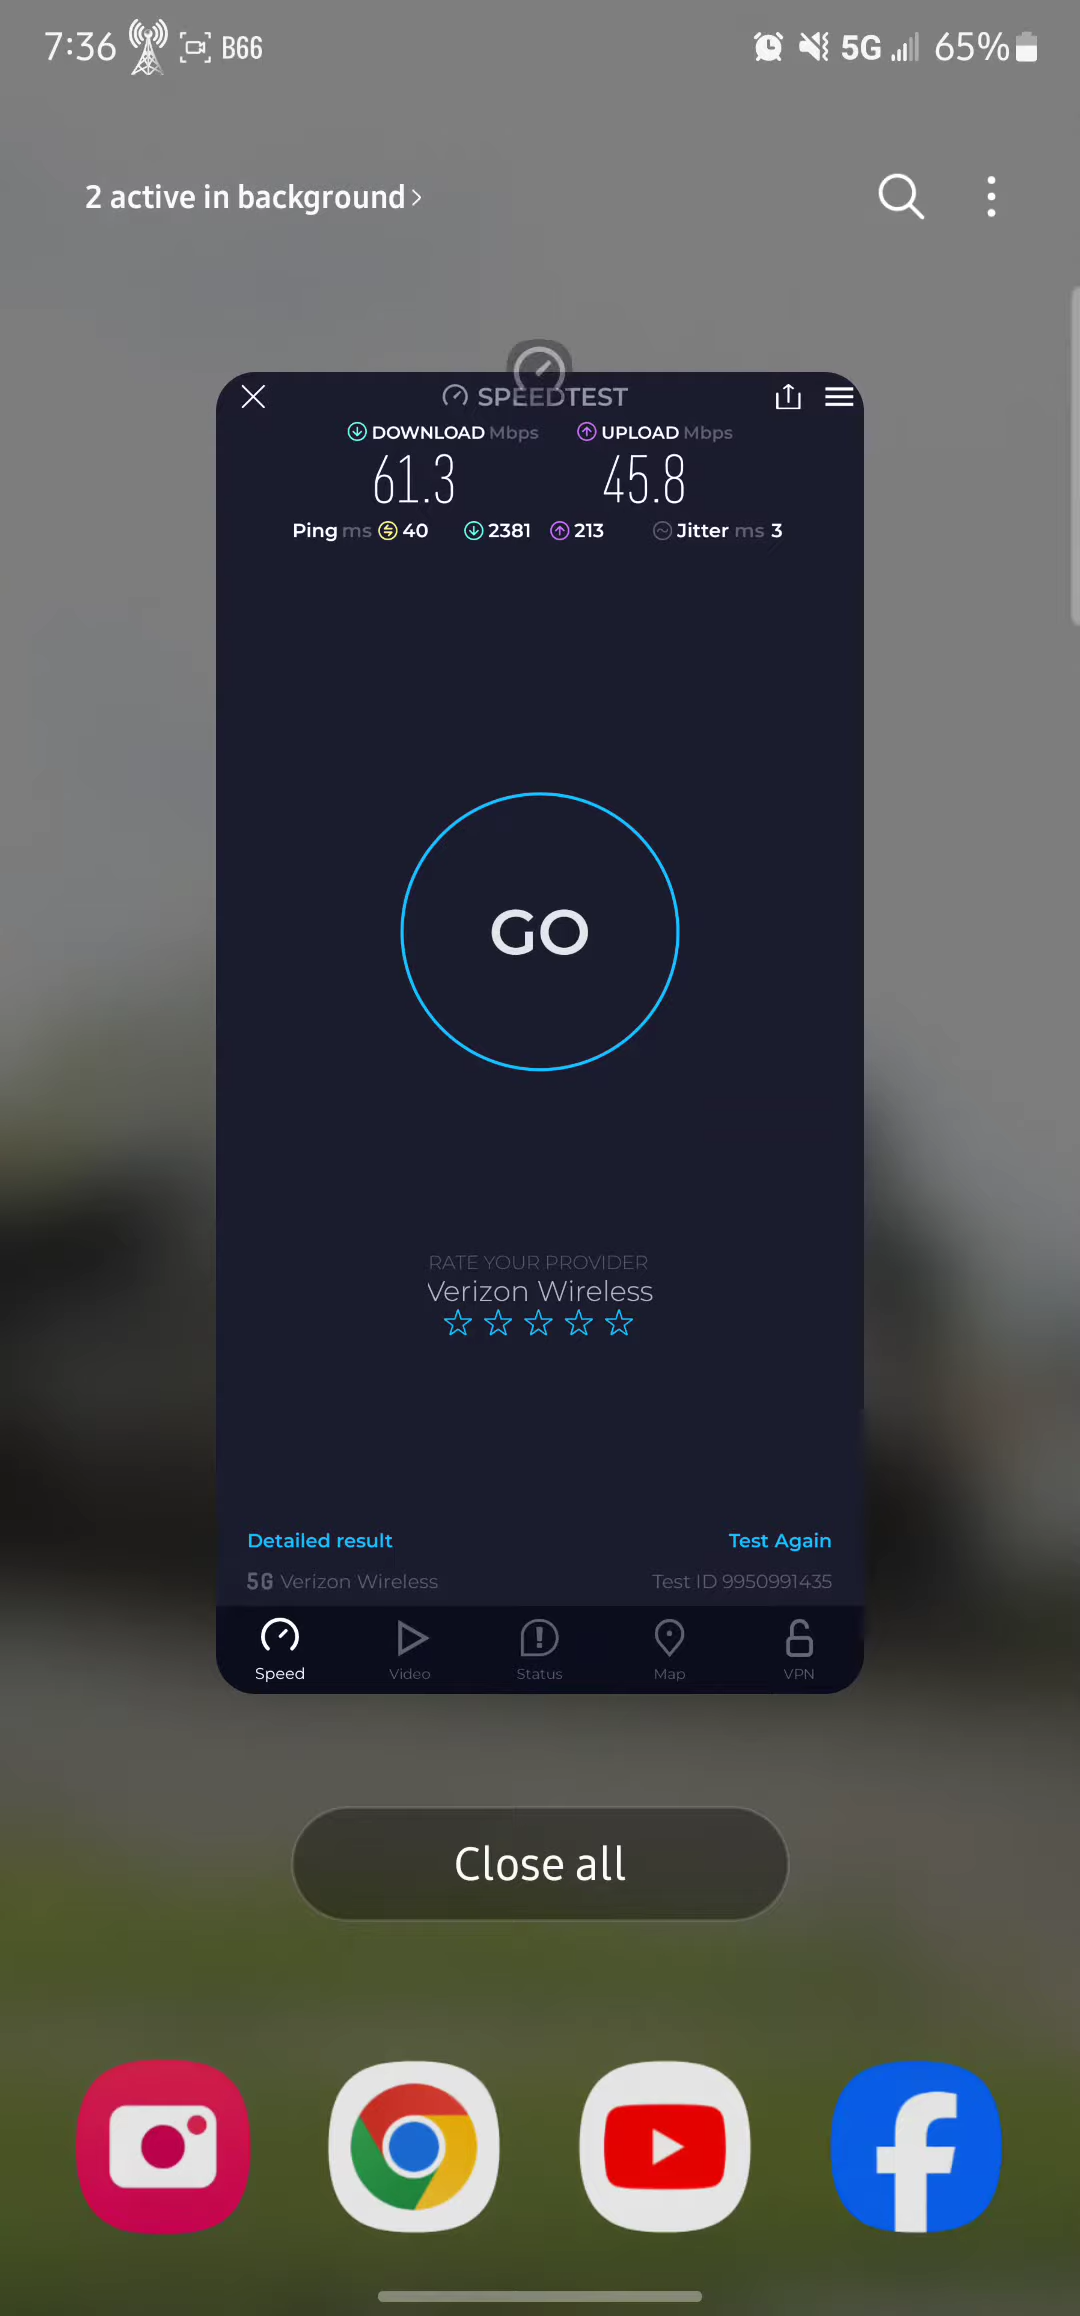 7:36 B66 5G 65%
2 active in background
SPEEDTEST
DOWNLOAD Mbps UPLOAD Mbps
61.3 45.8
Ping ms 40 2381 213 Jitter ms 3
GO
RATE YOUR PROVIDER
Verizon Wireless
Detailed result Test Again
5G Verizon Wireless Test ID 9950991435
Speed Video Status Map VPN
Close all